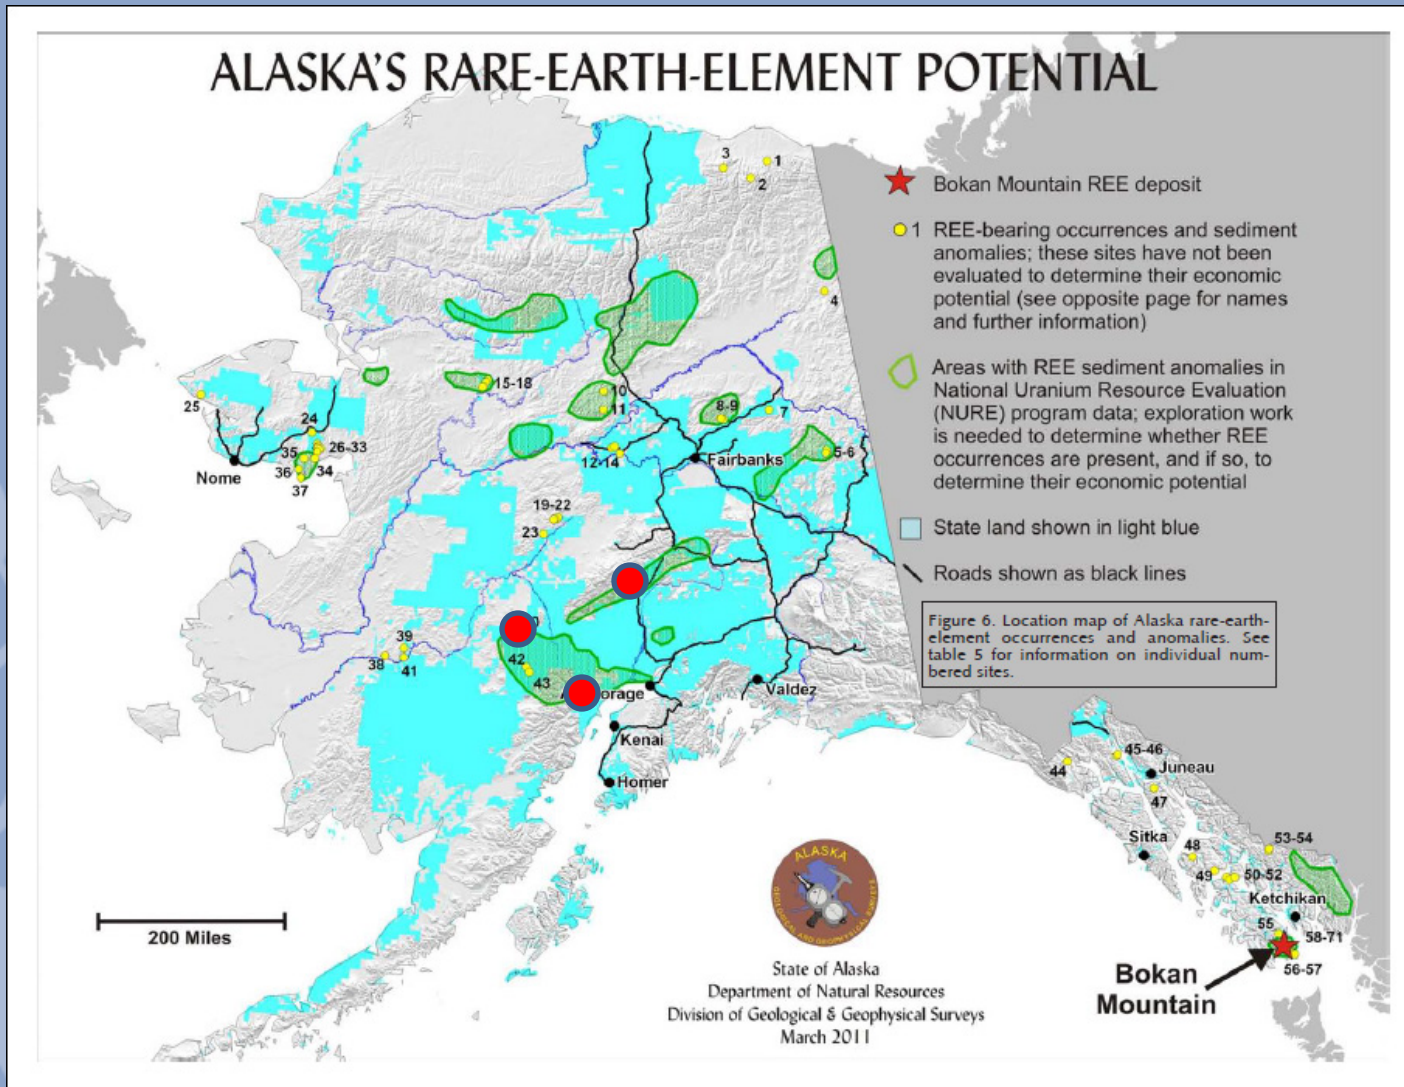 ALASKA'S RARE-EARTH-ELEMENT POTENTIAL
Bokan Mountain REE deposit
1 REE-bearing occurrences and sediment
anomalies; these sites have not been
evaluated to determine their economic
potential (see opposite page for names
and further information)
Areas with REE sediment anomalies in
National Uranium Resource Evaluation
(NURE) program data; exploration work
is needed to determine whether REE
occurrences are present, and if so, to
determine their economic potential
State land shown in light blue
Roads shown as black lines
Figure 6. Location map of Alaska rare-earth-
element occurrences and anomalies. See
table 5 for information on individual num-
bered sites.
3
1
2
4
15-18
10
11
8-9
7
25
24
26-33
35
36
34
37
Nome
12-14
Fairbanks
5-6
19-22
23
39
38
41
42
43
orage
Valdez
Kenai
Homer
44
45-46
Juneau
47
Sitka
48
49
50-52
53-54
Ketchikan
55
58-71
56-57
Bokan
Mountain
200 Miles
ALASKA
GEOLOGICAL AND GEOPHYSICAL SURVEYS
State of Alaska
Department of Natural Resources
Division of Geological & Geophysical Surveys
March 2011